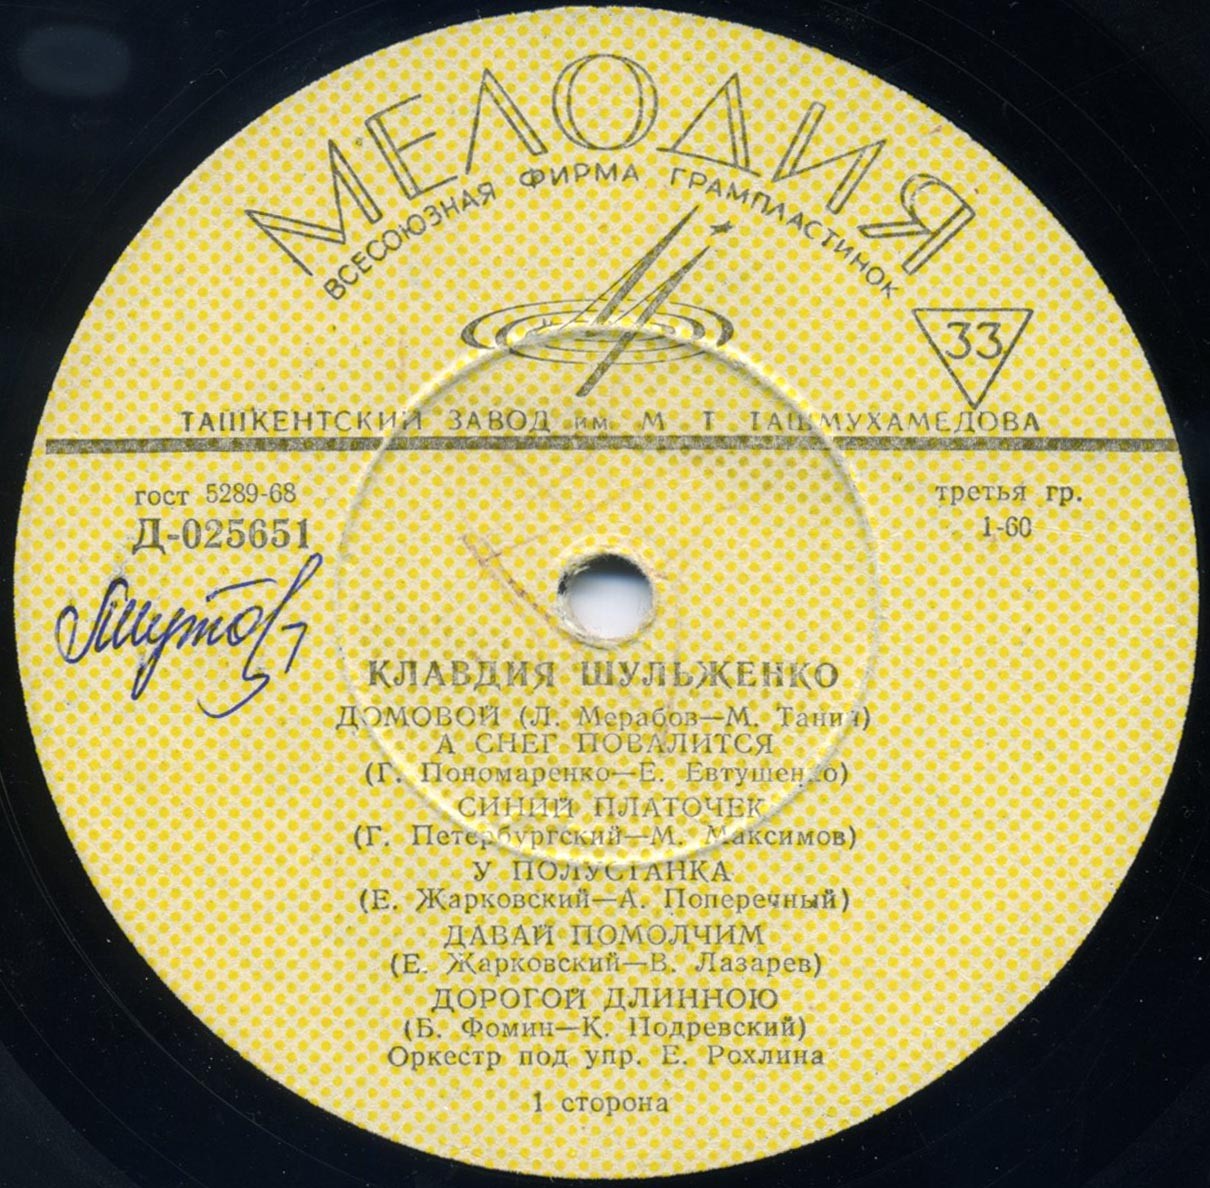 МЕЛОДИЯ
ВСЕСОЮЗНАЯ ФИРМА ГРАМПЛАСТИНОК
33
ТАШКЕНТСКИЙ ЗАВОД им. М Т ТАШМУХАМЕДОВА
гост 5289-68
Д-025651
третья гр.
1-60
КЛАВДИЯ ШУЛЬЖЕНКО
ДОМОВОЙ (Л. Мерабов—М. Танич)
А СНЕГ ПОВАЛИТСЯ
(Г. Пономаренко—Е. Евтушенко)
СИНИЙ ПЛАТОЧЕК
(Г. Петербургский—М. Максимов)
У ПОЛУСТАНКА
(Е. Жарковский—А. Поперечный)
ДАВАЙ ПОМОЛЧИМ
(Е. Жарковский—В. Лазарев)
ДОРОГОЙ ДЛИННОЮ
(Б. Фомин—К. Подревский)
Оркестр под упр. Е. Рохлина
1 сторона